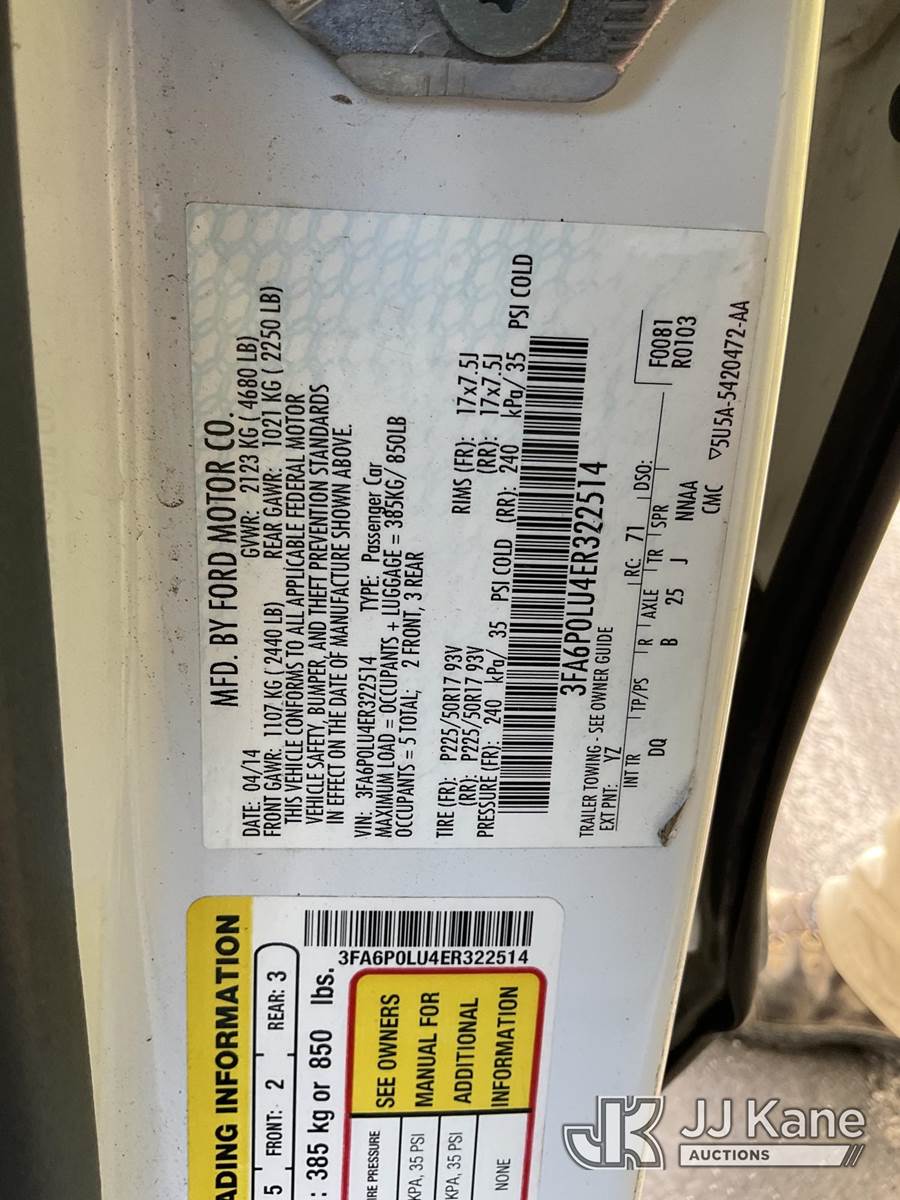 MFD. BY FORD MOTOR CO.
DATE: 04/14 GVWR: 2123 KG ( 4680 LB)
FRONT GAWR: 1107 KG ( 2440 LB) REAR GAWR: 1021 KG ( 2250 LB)
THIS VEHICLE CONFORMS TO ALL APPLICABLE FEDERAL MOTOR
VEHICLE SAFETY, BUMPER, AND THEFT PREVENTION STANDARDS
IN EFFECT ON THE DATE OF MANUFACTURE SHOWN ABOVE.
VIN: 3FA6P0LU4ER322514 TYPE: Passenger Car
MAXIMUM LOAD = OCCUPANTS + LUGGAGE = 385KG/ 850LB
OCCUPANTS = 5 TOTAL; 2 FRONT, 3 REAR
TIRE (FR): P225/50R17 93V RIMS (FR): 17x7.5J
(RR): P225/50R17 93V (RR): 17x7.5J
PRESSURE (FR): 240 kPa/ 35 PSI COLD (RR): 240 kPa/ 35 PSI COLD
3FA6P0LU4ER322514
TRAILER TOWING - SEE OWNER GUIDE
EXT PNT: YZ RC: 71 DSO: F0081
R0103
INT TR TP/PS R AXLE TR SPR
DQ B 25 J NNAA
CMC
▽5U5A-5420472-AA
ADING INFORMATION
5 FRONT: 2 REAR: 3
: 385 kg or 850 lbs.
3FA6P0LU4ER322514
IRE PRESSURE
KPA, 35 PSI
KPA, 35 PSI
NONE
SEE OWNERS
MANUAL FOR
ADDITIONAL
INFORMATION
JK JJ Kane
AUCTIONS